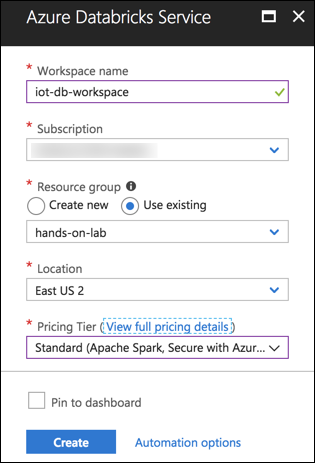 Azure Databricks Service
* Workspace name
iot-db-workspace
* Subscription
* Resource group
Create new Use existing
hands-on-lab
* Location
East US 2
* Pricing Tier (View full pricing details)
Standard (Apache Spark, Secure with Azur...
Pin to dashboard
Create Automation options